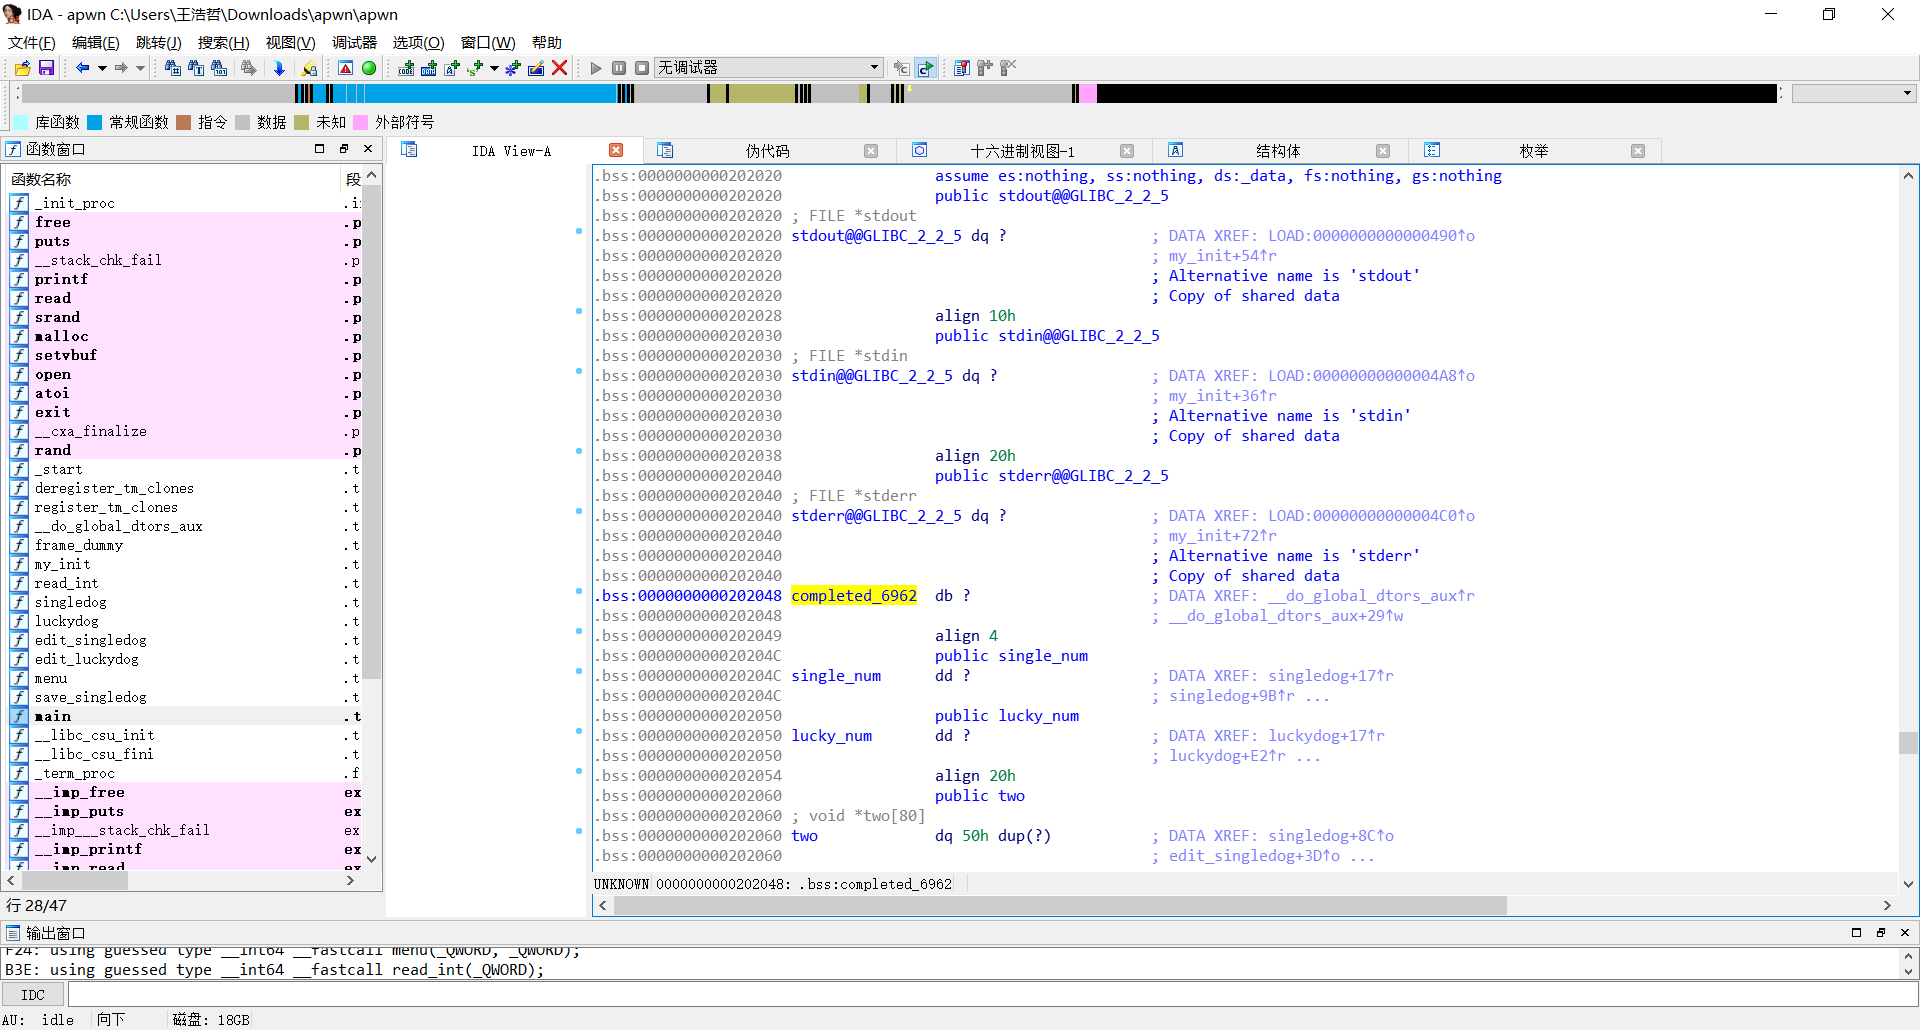 IDA - apwn C:\Users\王浩哲\Downloads\apwn\apwn
文件(F) 编辑(E) 跳转(J) 搜索(H) 视图(V) 调试器 选项(O) 窗口(W) 帮助
无调试器
库函数 常规函数 指令 数据 未知 外部符号
函数窗口
函数名称 段
_init_proc .i
free .p
puts .p
__stack_chk_fail .p
printf .p
read .p
srand .p
malloc .p
setvbuf .p
open .p
atoi .p
exit .p
__cxa_finalize .p
rand .p
_start .t
deregister_tm_clones .t
register_tm_clones .t
__do_global_dtors_aux .t
frame_dummy .t
my_init .t
read_int .t
singledog .t
luckydog .t
edit_singledog .t
edit_luckydog .t
menu .t
save_singledog .t
main .t
__libc_csu_init .t
__libc_csu_fini .t
_term_proc .f
__imp_free ex
__imp_puts ex
__imp___stack_chk_fail ex
__imp_printf ex
__imp_read ex
行 28/47
IDA View-A 伪代码 十六进制视图-1 结构体 枚举
.bss:0000000000202020 assume es:nothing, ss:nothing, ds:_data, fs:nothing, gs:nothing
.bss:0000000000202020 public stdout@@GLIBC_2_2_5
.bss:0000000000202020 ; FILE *stdout
.bss:0000000000202020 stdout@@GLIBC_2_2_5 dq ? ; DATA XREF: LOAD:0000000000000490↑o
.bss:0000000000202020 ; my_init+54↑r
.bss:0000000000202020 ; Alternative name is 'stdout'
.bss:0000000000202020 ; Copy of shared data
.bss:0000000000202028 align 10h
.bss:0000000000202030 public stdin@@GLIBC_2_2_5
.bss:0000000000202030 ; FILE *stdin
.bss:0000000000202030 stdin@@GLIBC_2_2_5 dq ? ; DATA XREF: LOAD:00000000000004A8↑o
.bss:0000000000202030 ; my_init+36↑r
.bss:0000000000202030 ; Alternative name is 'stdin'
.bss:0000000000202030 ; Copy of shared data
.bss:0000000000202038 align 20h
.bss:0000000000202040 public stderr@@GLIBC_2_2_5
.bss:0000000000202040 ; FILE *stderr
.bss:0000000000202040 stderr@@GLIBC_2_2_5 dq ? ; DATA XREF: LOAD:00000000000004C0↑o
.bss:0000000000202040 ; my_init+72↑r
.bss:0000000000202040 ; Alternative name is 'stderr'
.bss:0000000000202040 ; Copy of shared data
.bss:0000000000202048 completed_6962 db ? ; DATA XREF: __do_global_dtors_aux↑r
.bss:0000000000202048 ; __do_global_dtors_aux+29↑w
.bss:0000000000202049 align 4
.bss:000000000020204C public single_num
.bss:000000000020204C single_num dd ? ; DATA XREF: singledog+17↑r
.bss:000000000020204C ; singledog+9B↑r ...
.bss:0000000000202050 public lucky_num
.bss:0000000000202050 lucky_num dd ? ; DATA XREF: luckydog+17↑r
.bss:0000000000202050 ; luckydog+E2↑r ...
.bss:0000000000202054 align 20h
.bss:0000000000202060 public two
.bss:0000000000202060 ; void *two[80]
.bss:0000000000202060 two dq 50h dup(?) ; DATA XREF: singledog+8C↑o
.bss:0000000000202060 ; edit_singledog+3D↑o ...
UNKNOWN 0000000000202048: .bss:completed_6962
输出窗口
F24: using guessed type __int64 __fastcall menu(_QWORD, _QWORD);
B3E: using guessed type __int64 __fastcall read_int(_QWORD);
IDC
AU: idle 向下 磁盘: 18GB